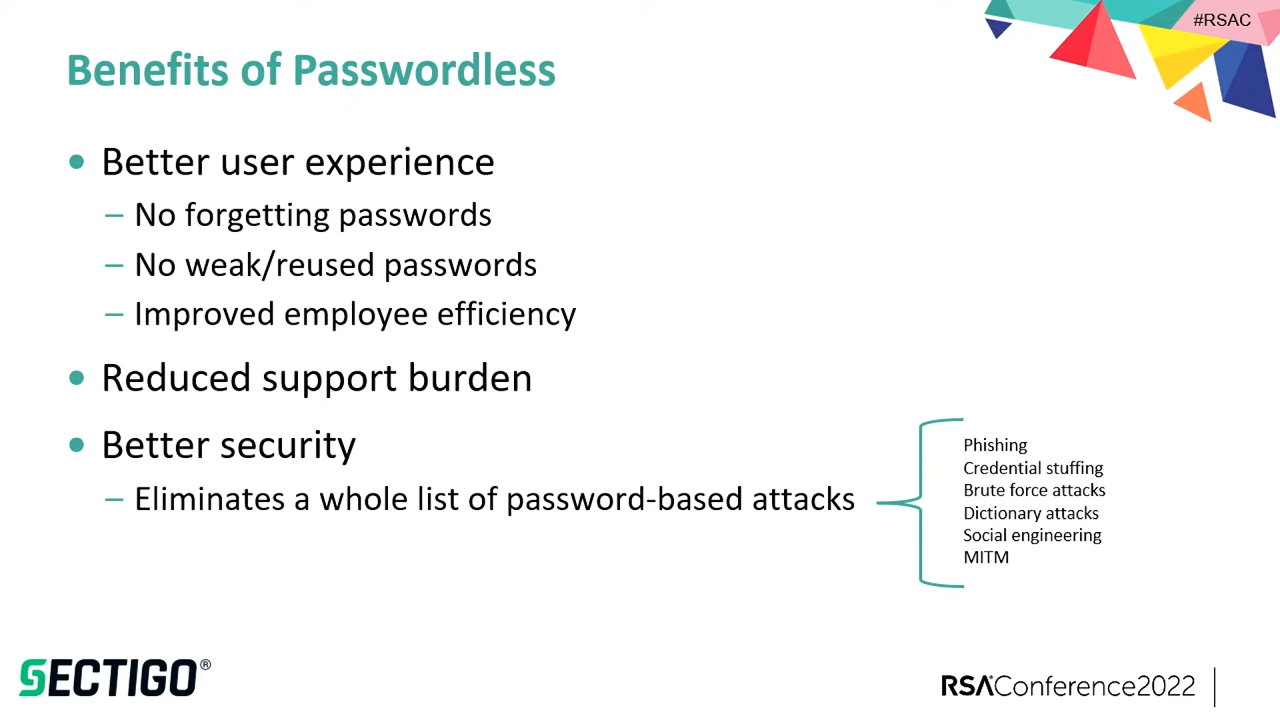 #RSAC
Benefits of Passwordless
• Better user experience
– No forgetting passwords
– No weak/reused passwords
– Improved employee efficiency
• Reduced support burden
• Better security
– Eliminates a whole list of password-based attacks
Phishing
Credential stuffing
Brute force attacks
Dictionary attacks
Social engineering
MITM
SECTIGO®
RSAConference2022